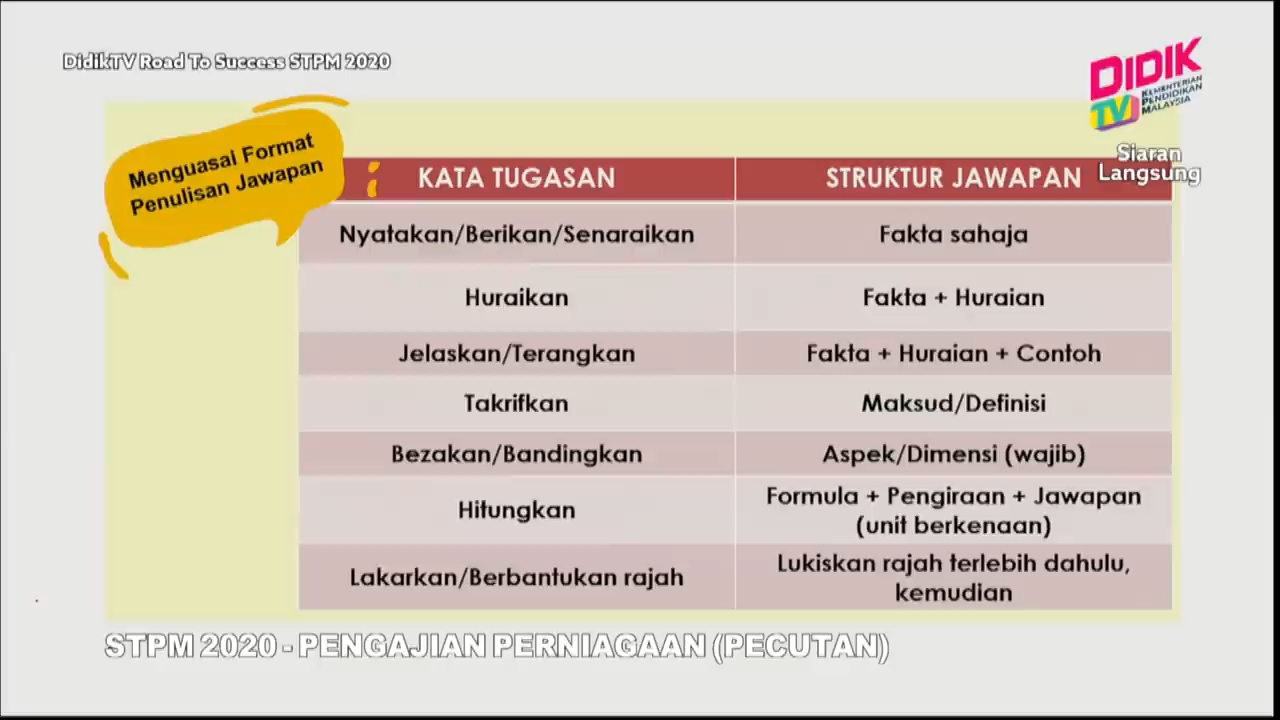 DidikTV Road To Success STPM 2020
DIDIK
TV
KEMENTERIAN
PENDIDIKAN
MALAYSIA
Siaran
Langsung
Menguasai Format
Penulisan Jawapan
KATA TUGASAN
STRUKTUR JAWAPAN
Nyatakan/Berikan/Senaraikan
Fakta sahaja
Huraikan
Fakta + Huraian
Jelaskan/Terangkan
Fakta + Huraian + Contoh
Takrifkan
Maksud/Definisi
Bezakan/Bandingkan
Aspek/Dimensi (wajib)
Hitungkan
Formula + Pengiraan + Jawapan
(unit berkenaan)
Lakarkan/Berbantukan rajah
Lukiskan rajah terlebih dahulu,
kemudian
STPM 2020 - PENGAJIAN PERNIAGAAN (PECUTAN)